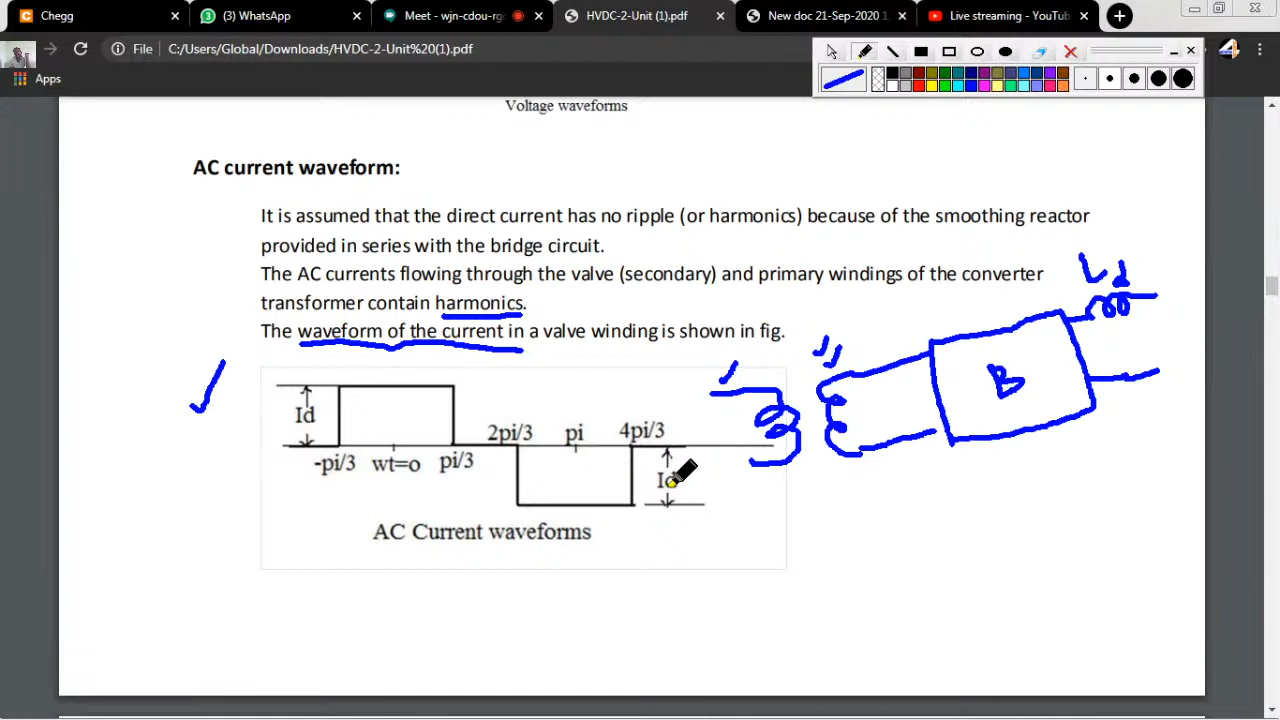 Chegg
(3) WhatsApp
Meet - wjn-cdou-rg
HVDC-2-Unit (1).pdf
New doc 21-Sep-2020 1
Live streaming - YouTu
File
C:/Users/Global/Downloads/HVDC-2-Unit%20(1).pdf
Apps
Voltage waveforms
AC current waveform:
It is assumed that the direct current has no ripple (or harmonics) because of the smoothing reactor
provided in series with the bridge circuit.
The AC currents flowing through the valve (secondary) and primary windings of the converter
transformer contain harmonics.
The waveform of the current in a valve winding is shown in fig.
Ld
B
Id
2pi/3 pi 4pi/3
-pi/3 wt=o pi/3
Id
AC Current waveforms